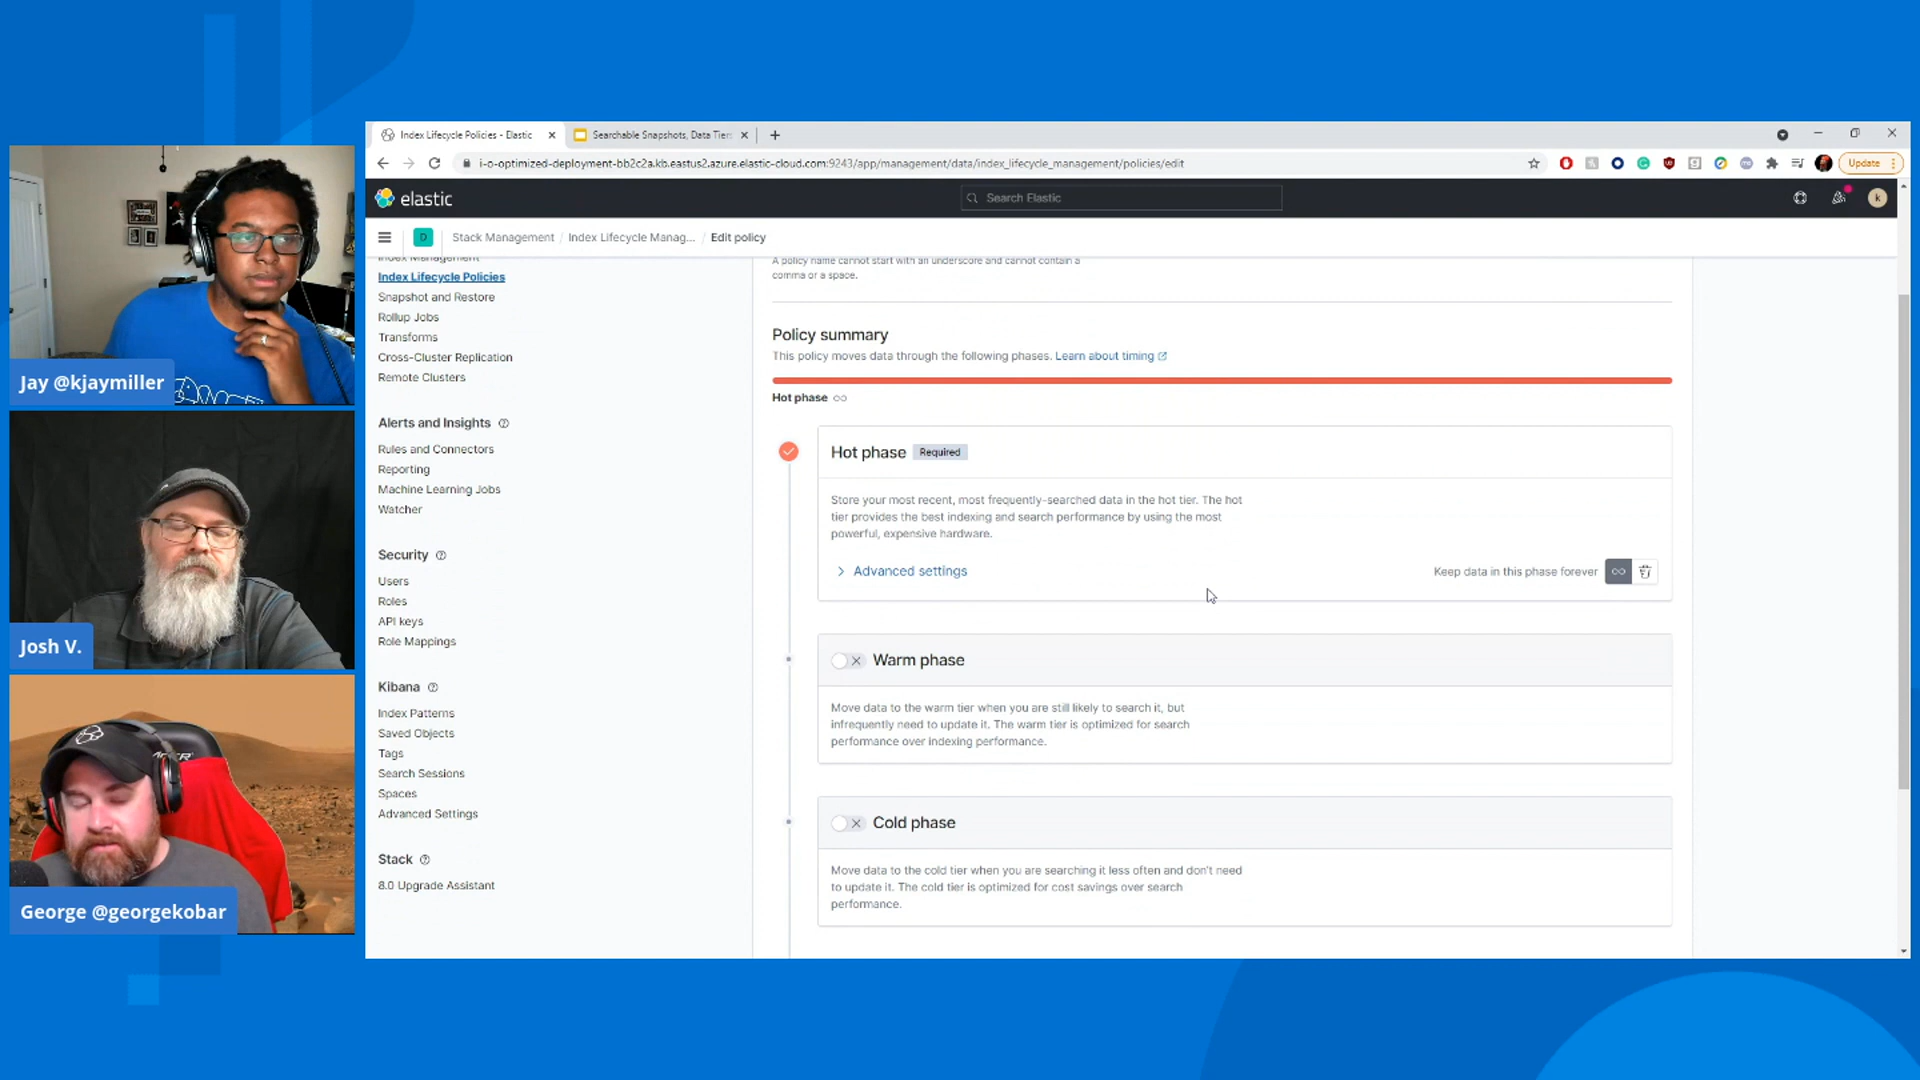 Jay @kjaymiller
Josh V.
George @georgekobar
Index Lifecycle Policies - Elastic
Searchable Snapshots, Data Tier
i-o-optimized-deployment-bb2c2a.kb.eastus2.azure.elastic-cloud.com:9243/app/management/data/index_lifecycle_management/policies/edit
Update
elastic
Search Elastic
k
D
Stack Management / Index Lifecycle Manag... / Edit policy
Index Management
Index Lifecycle Policies
Snapshot and Restore
Rollup Jobs
Transforms
Cross-Cluster Replication
Remote Clusters
Alerts and Insights
Rules and Connectors
Reporting
Machine Learning Jobs
Watcher
Security
Users
Roles
API keys
Role Mappings
Kibana
Index Patterns
Saved Objects
Tags
Search Sessions
Spaces
Advanced Settings
Stack
8.0 Upgrade Assistant
A policy name cannot start with an underscore and cannot contain a
comma or a space.
Policy summary
This policy moves data through the following phases. Learn about timing
Hot phase
Hot phase Required
Store your most recent, most frequently-searched data in the hot tier. The hot
tier provides the best indexing and search performance by using the most
powerful, expensive hardware.
Advanced settings
Keep data in this phase forever
Warm phase
Move data to the warm tier when you are still likely to search it, but
infrequently need to update it. The warm tier is optimized for search
performance over indexing performance.
Cold phase
Move data to the cold tier when you are searching it less often and don't need
to update it. The cold tier is optimized for cost savings over search
performance.